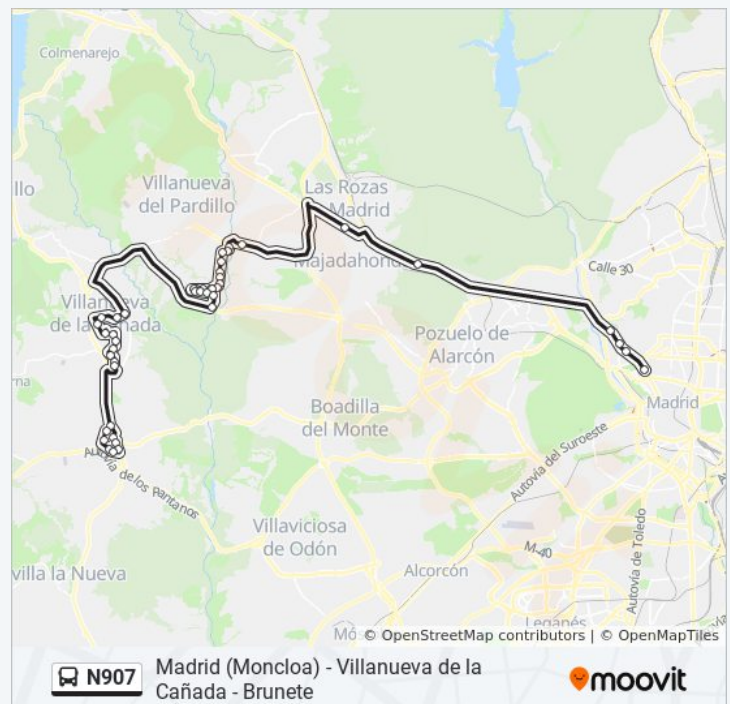 Colmenarejo
llo
Villanueva
del Pardillo
Las Rozas
Madrid
Majadahonda
Calle 30
Villanueva
de la Cañada
Pozuelo de
Alarcón
Madrid
Boadilla
del Monte
Autovía del Suroeste
Autovía de los Pantanos
Villaviciosa
de Odón
M-40
Autovía de Toledo
villa la Nueva
Alcorcón
Leganés
Mó
© OpenStreetMap contributors | © OpenMapTiles
N907
Madrid (Moncloa) - Villanueva de la
Cañada - Brunete
moovit